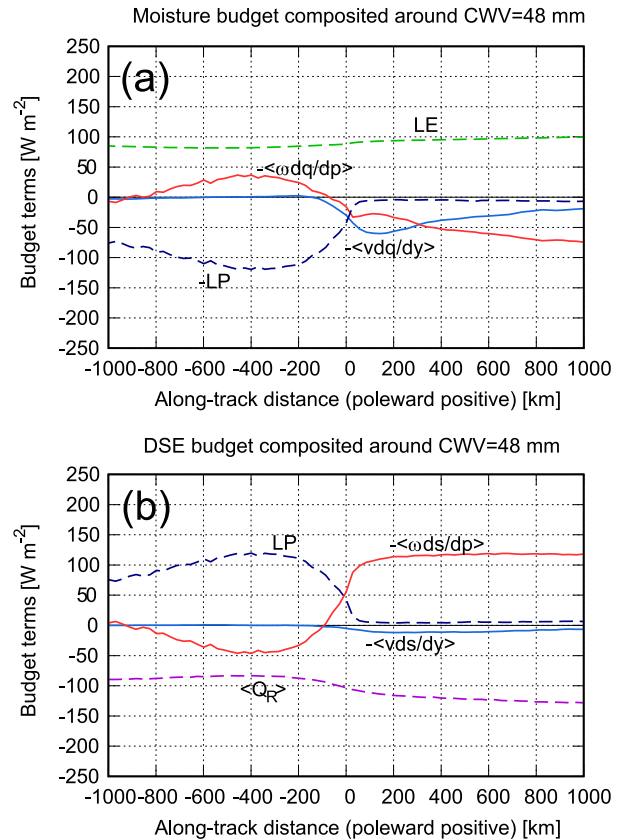 Moisture budget composited around CWV=48 mm
(a)
Budget terms [W m⁻²]
250
200
150
100
50
0
-50
-100
-150
-200
-250
LE
-<ωdq/dp>
-<vdq/dy>
-LP
-1000 -800 -600 -400 -200 0 200 400 600 800 1000
Along-track distance (poleward positive) [km]
DSE budget composited around CWV=48 mm
(b)
Budget terms [W m⁻²]
250
200
150
100
50
0
-50
-100
-150
-200
-250
LP
-<ωds/dp>
-<vds/dy>
<Q_R>
-1000 -800 -600 -400 -200 0 200 400 600 800 1000
Along-track distance (poleward positive) [km]